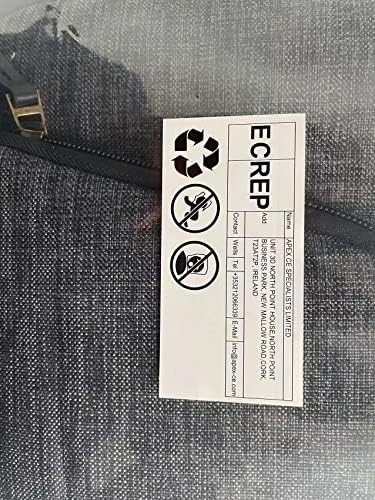 ECREP
Name APEX CE SPECIALISTS LIMITED
Add UNIT 3D NORTH POINT HOUSE,NORTH POINT
BUSINESS PARK, NEW MALLOW ROAD,CORK,
T23AT2P, IRELAND
Contact Wells Tel +353212066339 E-Mail info@apex-ce.com